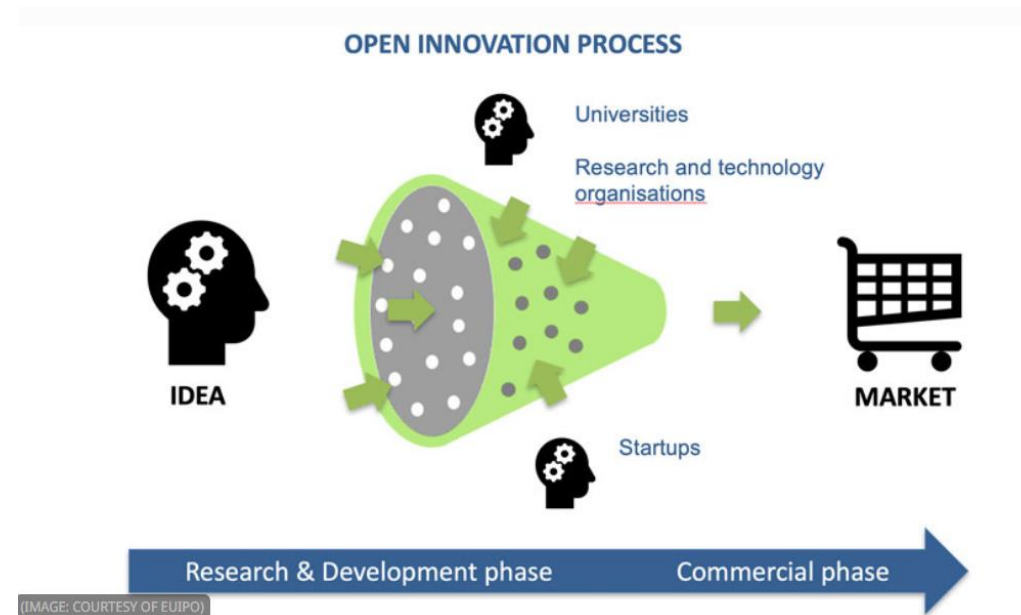 OPEN INNOVATION PROCESS
Universities
Research and technology
organisations
IDEA
MARKET
Startups
Research & Development phase
Commercial phase
(IMAGE: COURTESY OF EUIPO)